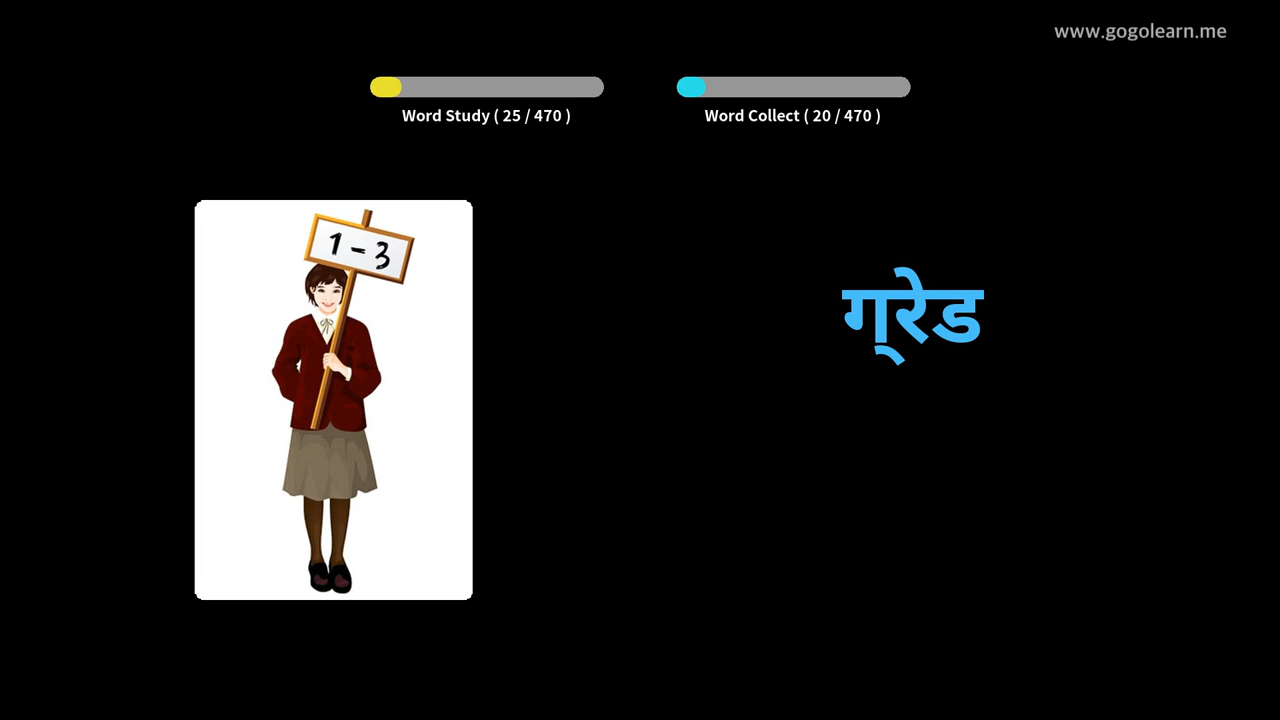 www.gogolearn.me
Word Study ( 25 / 470 )
Word Collect ( 20 / 470 )
1 - 3
ग्रेड